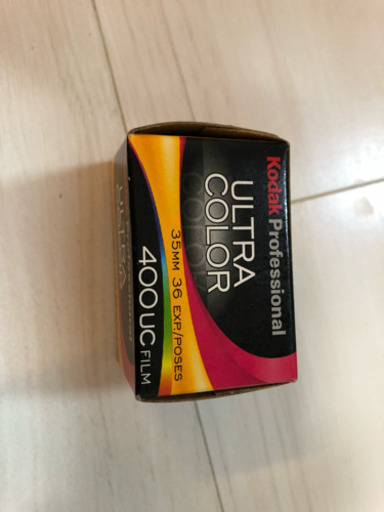 Kodak Professional
ULTRA
COLOR
35MM 36 EXP/POSES
400UC FILM